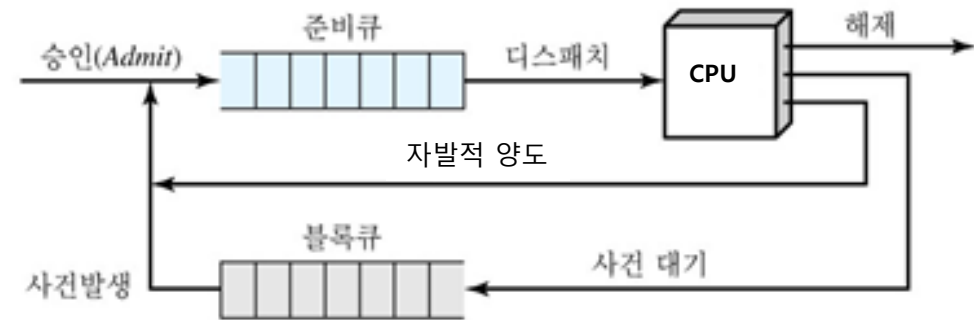 준비큐
해제
승인(Admit)
디스패치
CPU
자발적 양도
블록큐
사건 대기
사건발생